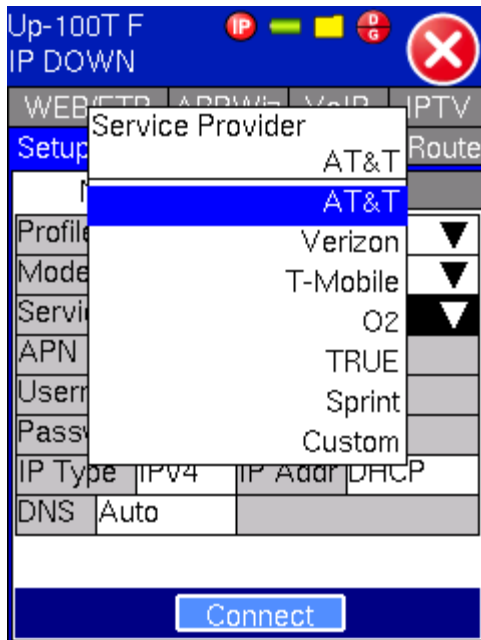 Up-100T F IP D G
IP DOWN
WEB/FTP APPWiz VoIP IPTV
Service Provider
Setup AT&T Route
AT&T
Profile Verizon
Mode T-Mobile
Servi O2
APN TRUE
Usern Sprint
Passw Custom
IP Type IPV4 IP Addr DHCP
DNS Auto
Connect